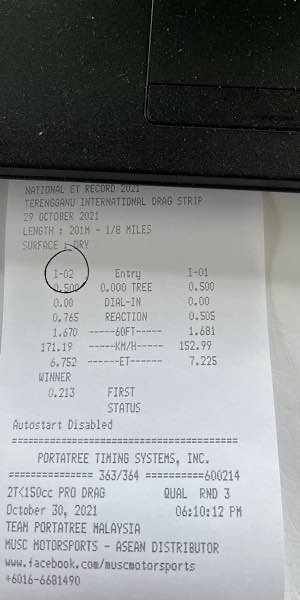 NATIONAL ET RECORD 2021
TERENGGANU INTERNATIONAL DRAG STRIP
29 OCTOBER 2021
LENGTH : 201M - 1/8 MILES
SURFACE : DRY
I-02 Entry I-01
0.500 0.000 TREE 0.500
0.00 DIAL-IN 0.00
0.765 REACTION 0.505
1.670 -----60FT----- 1.681
171.19 -----KM/H----- 152.99
6.752 ------ET----- 7.225
WINNER
0.213 FIRST
STATUS
Autostart Disabled
========================================
PORTATREE TIMING SYSTEMS, INC.
=============== 363/364 ==========600214
2T<150cc PRO DRAG QUAL RND 3
October 30, 2021 06:10:12 PM
TEAM PORTATREE MALAYSIA
MUSC MOTORSPORTS - ASEAN DISTRIBUTOR
www.facebook.com/muscmotorsports
+6016-6681490